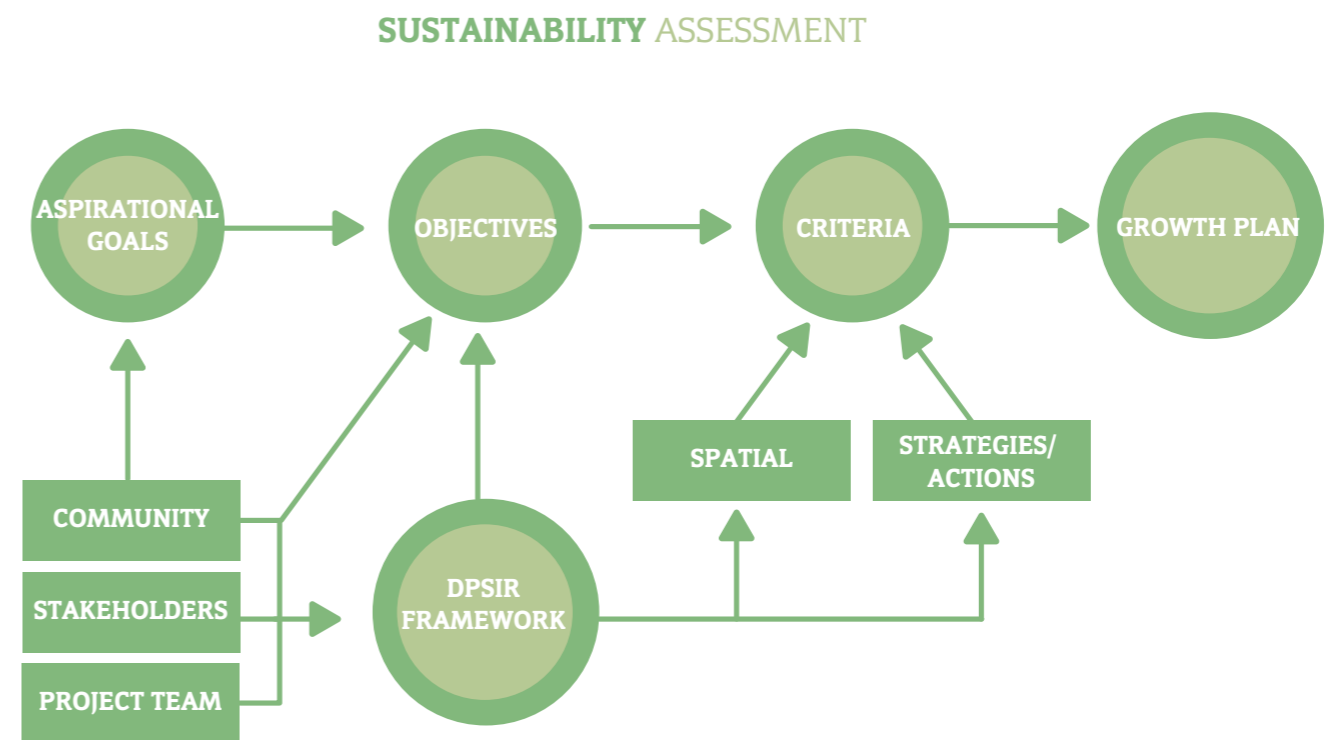 SUSTAINABILITY ASSESSMENT
ASPIRATIONAL
GOALS
OBJECTIVES
CRITERIA
GROWTH PLAN
SPATIAL
STRATEGIES/
ACTIONS
COMMUNITY
STAKEHOLDERS
PROJECT TEAM
DPSIR
FRAMEWORK